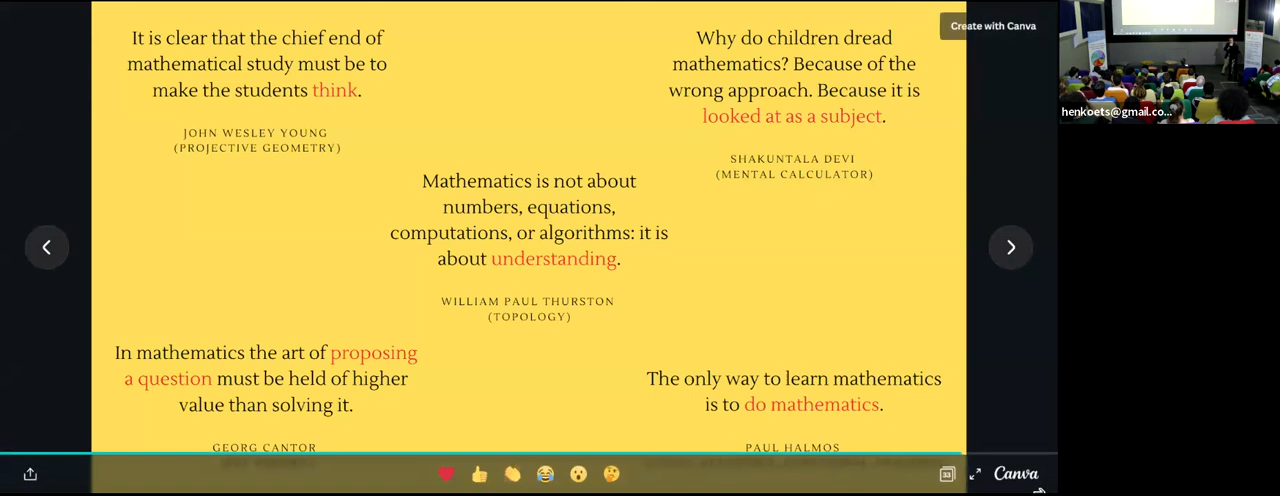 Create with Canva
It is clear that the chief end of
mathematical study must be to
make the students think.
JOHN WESLEY YOUNG
(PROJECTIVE GEOMETRY)
Why do children dread
mathematics? Because of the
wrong approach. Because it is
looked at as a subject.
SHAKUNTALA DEVI
(MENTAL CALCULATOR)
Mathematics is not about
numbers, equations,
computations, or algorithms: it is
about understanding.
WILLIAM PAUL THURSTON
(TOPOLOGY)
In mathematics the art of proposing
a question must be held of higher
value than solving it.
GEORG CANTOR
The only way to learn mathematics
is to do mathematics.
PAUL HALMOS
33
Canva
henkoets@gmail.co...